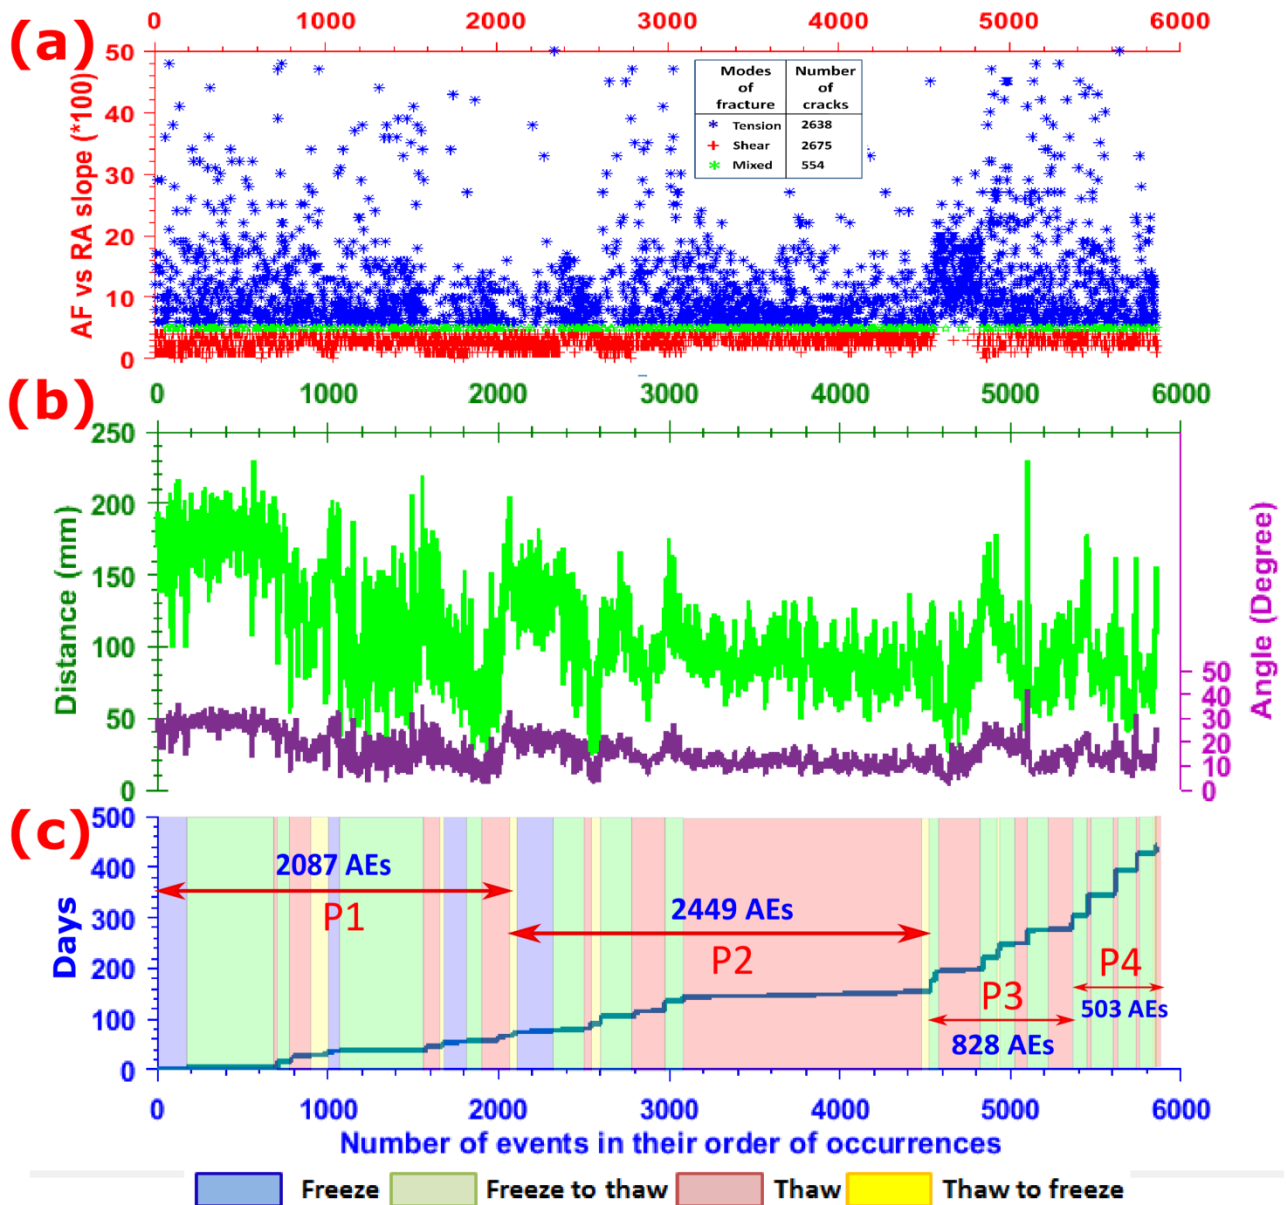 (a)
0 1000 2000 3000 4000 5000 6000
50
40
30
20
10
0
AF vs RA slope (*100)
Modes of fracture Number of cracks
* Tension 2638
+ Shear 2675
* Mixed 554
(b)
0 1000 2000 3000 4000 5000 6000
250
200
150
100
50
0
Distance (mm)
50
40
30
20
10
0
Angle (Degree)
(c)
500
400
300
200
100
0
Days
2087 AEs
P1
2449 AEs
P2
P3
828 AEs
P4
503 AEs
0 1000 2000 3000 4000 5000 6000
Number of events in their order of occurrences
Freeze Freeze to thaw Thaw Thaw to freeze